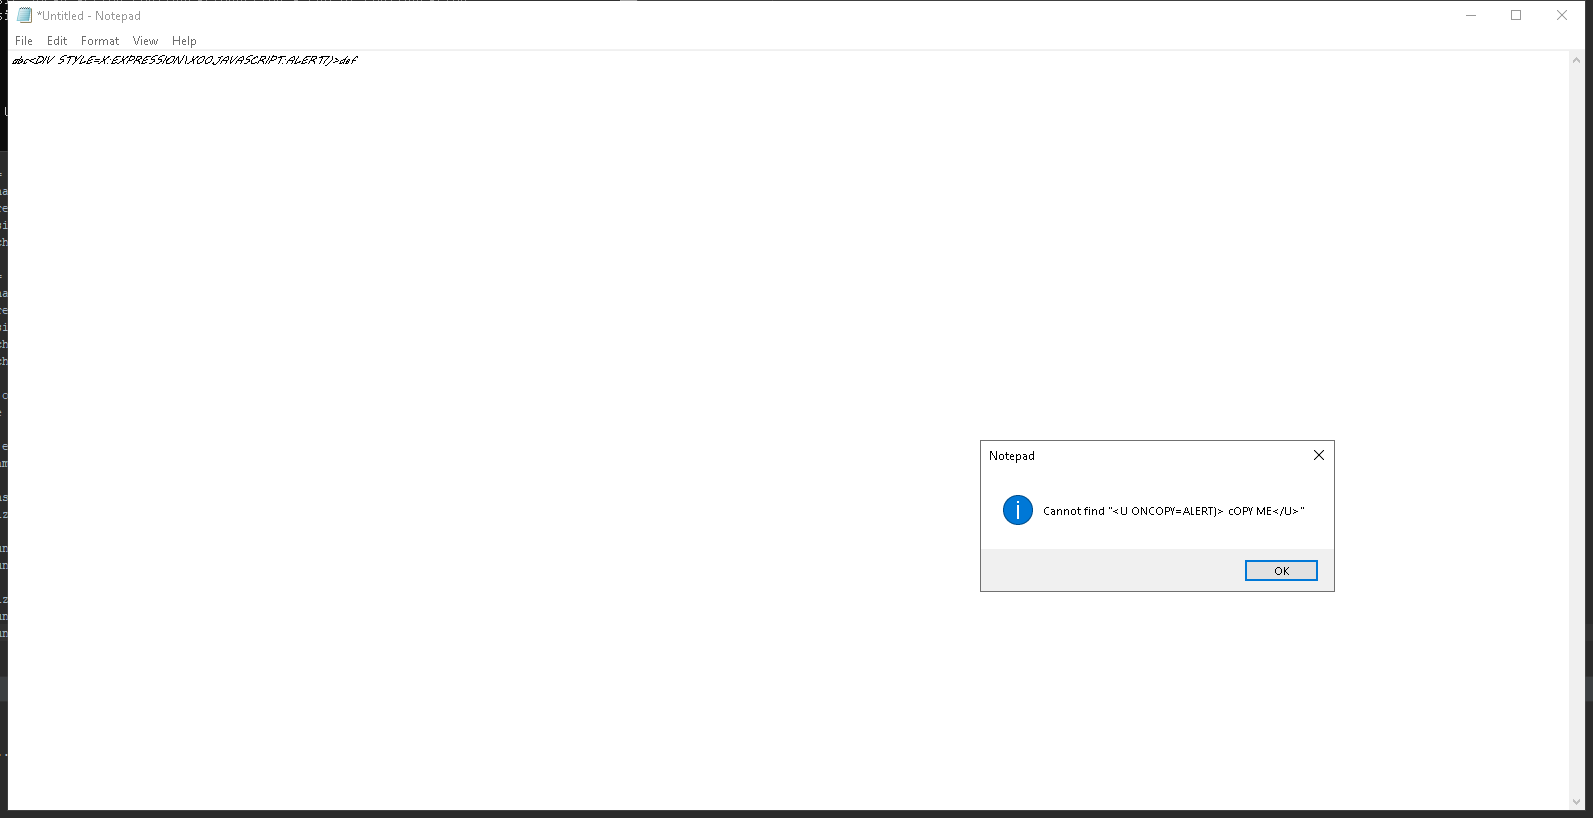 *Untitled - Notepad
File Edit Format View Help
abc<DIV STYLE=X:EXPRESSION\X00JAVASCRIPT:ALERT()>def
Notepad
Cannot find "<U ONCOPY=ALERT)> cOPY ME</U>"
OK